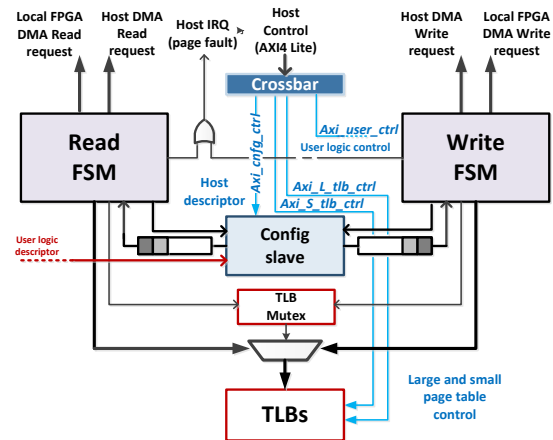 Local FPGA
DMA Read
request
Host DMA
Read
request
Host IRQ
(page fault)
Host
Control
(AXI4 Lite)
Host DMA
Write
request
Local FPGA
DMA Write
request
Crossbar
Read
FSM
Write
FSM
Axi_cnfg_ctrl
Axi_user_ctrl
User logic control
Axi_L_tlb_ctrl
Axi_S_tlb_ctrl
Host
descriptor
Config
slave
User logic
descriptor
TLB
Mutex
TLBs
Large and small
page table
control